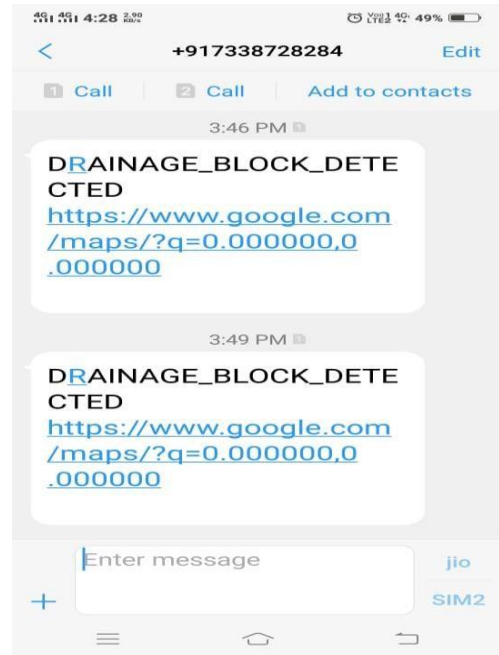 4G 4G 4:28 2.90 KB/s VoLTE2 4G 49%
< +917338728284 Edit
1 Call 2 Call Add to contacts
3:46 PM 1
DRAINAGE_BLOCK_DETE
CTED
https://www.google.com
/maps/?q=0.000000,0
.000000
3:49 PM 1
DRAINAGE_BLOCK_DETE
CTED
https://www.google.com
/maps/?q=0.000000,0
.000000
Enter message jio
+ SIM2